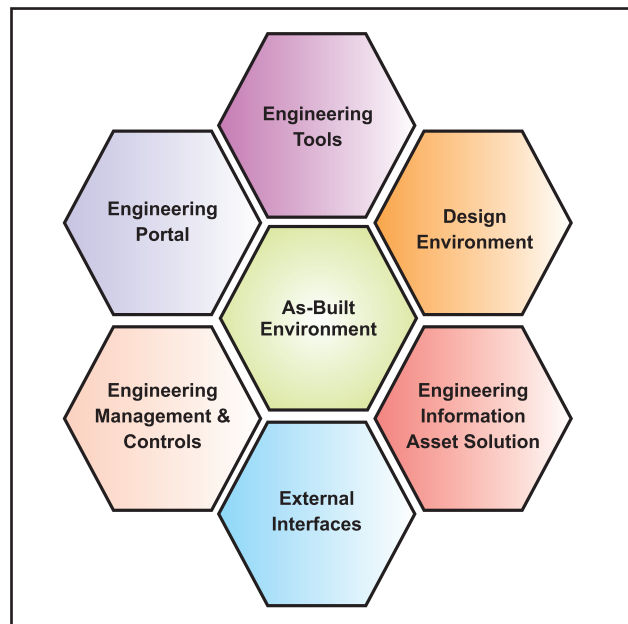 Engineering
Tools
Engineering
Portal
Design
Environment
As-Built
Environment
Engineering
Management &
Controls
Engineering
Information
Asset Solution
External
Interfaces